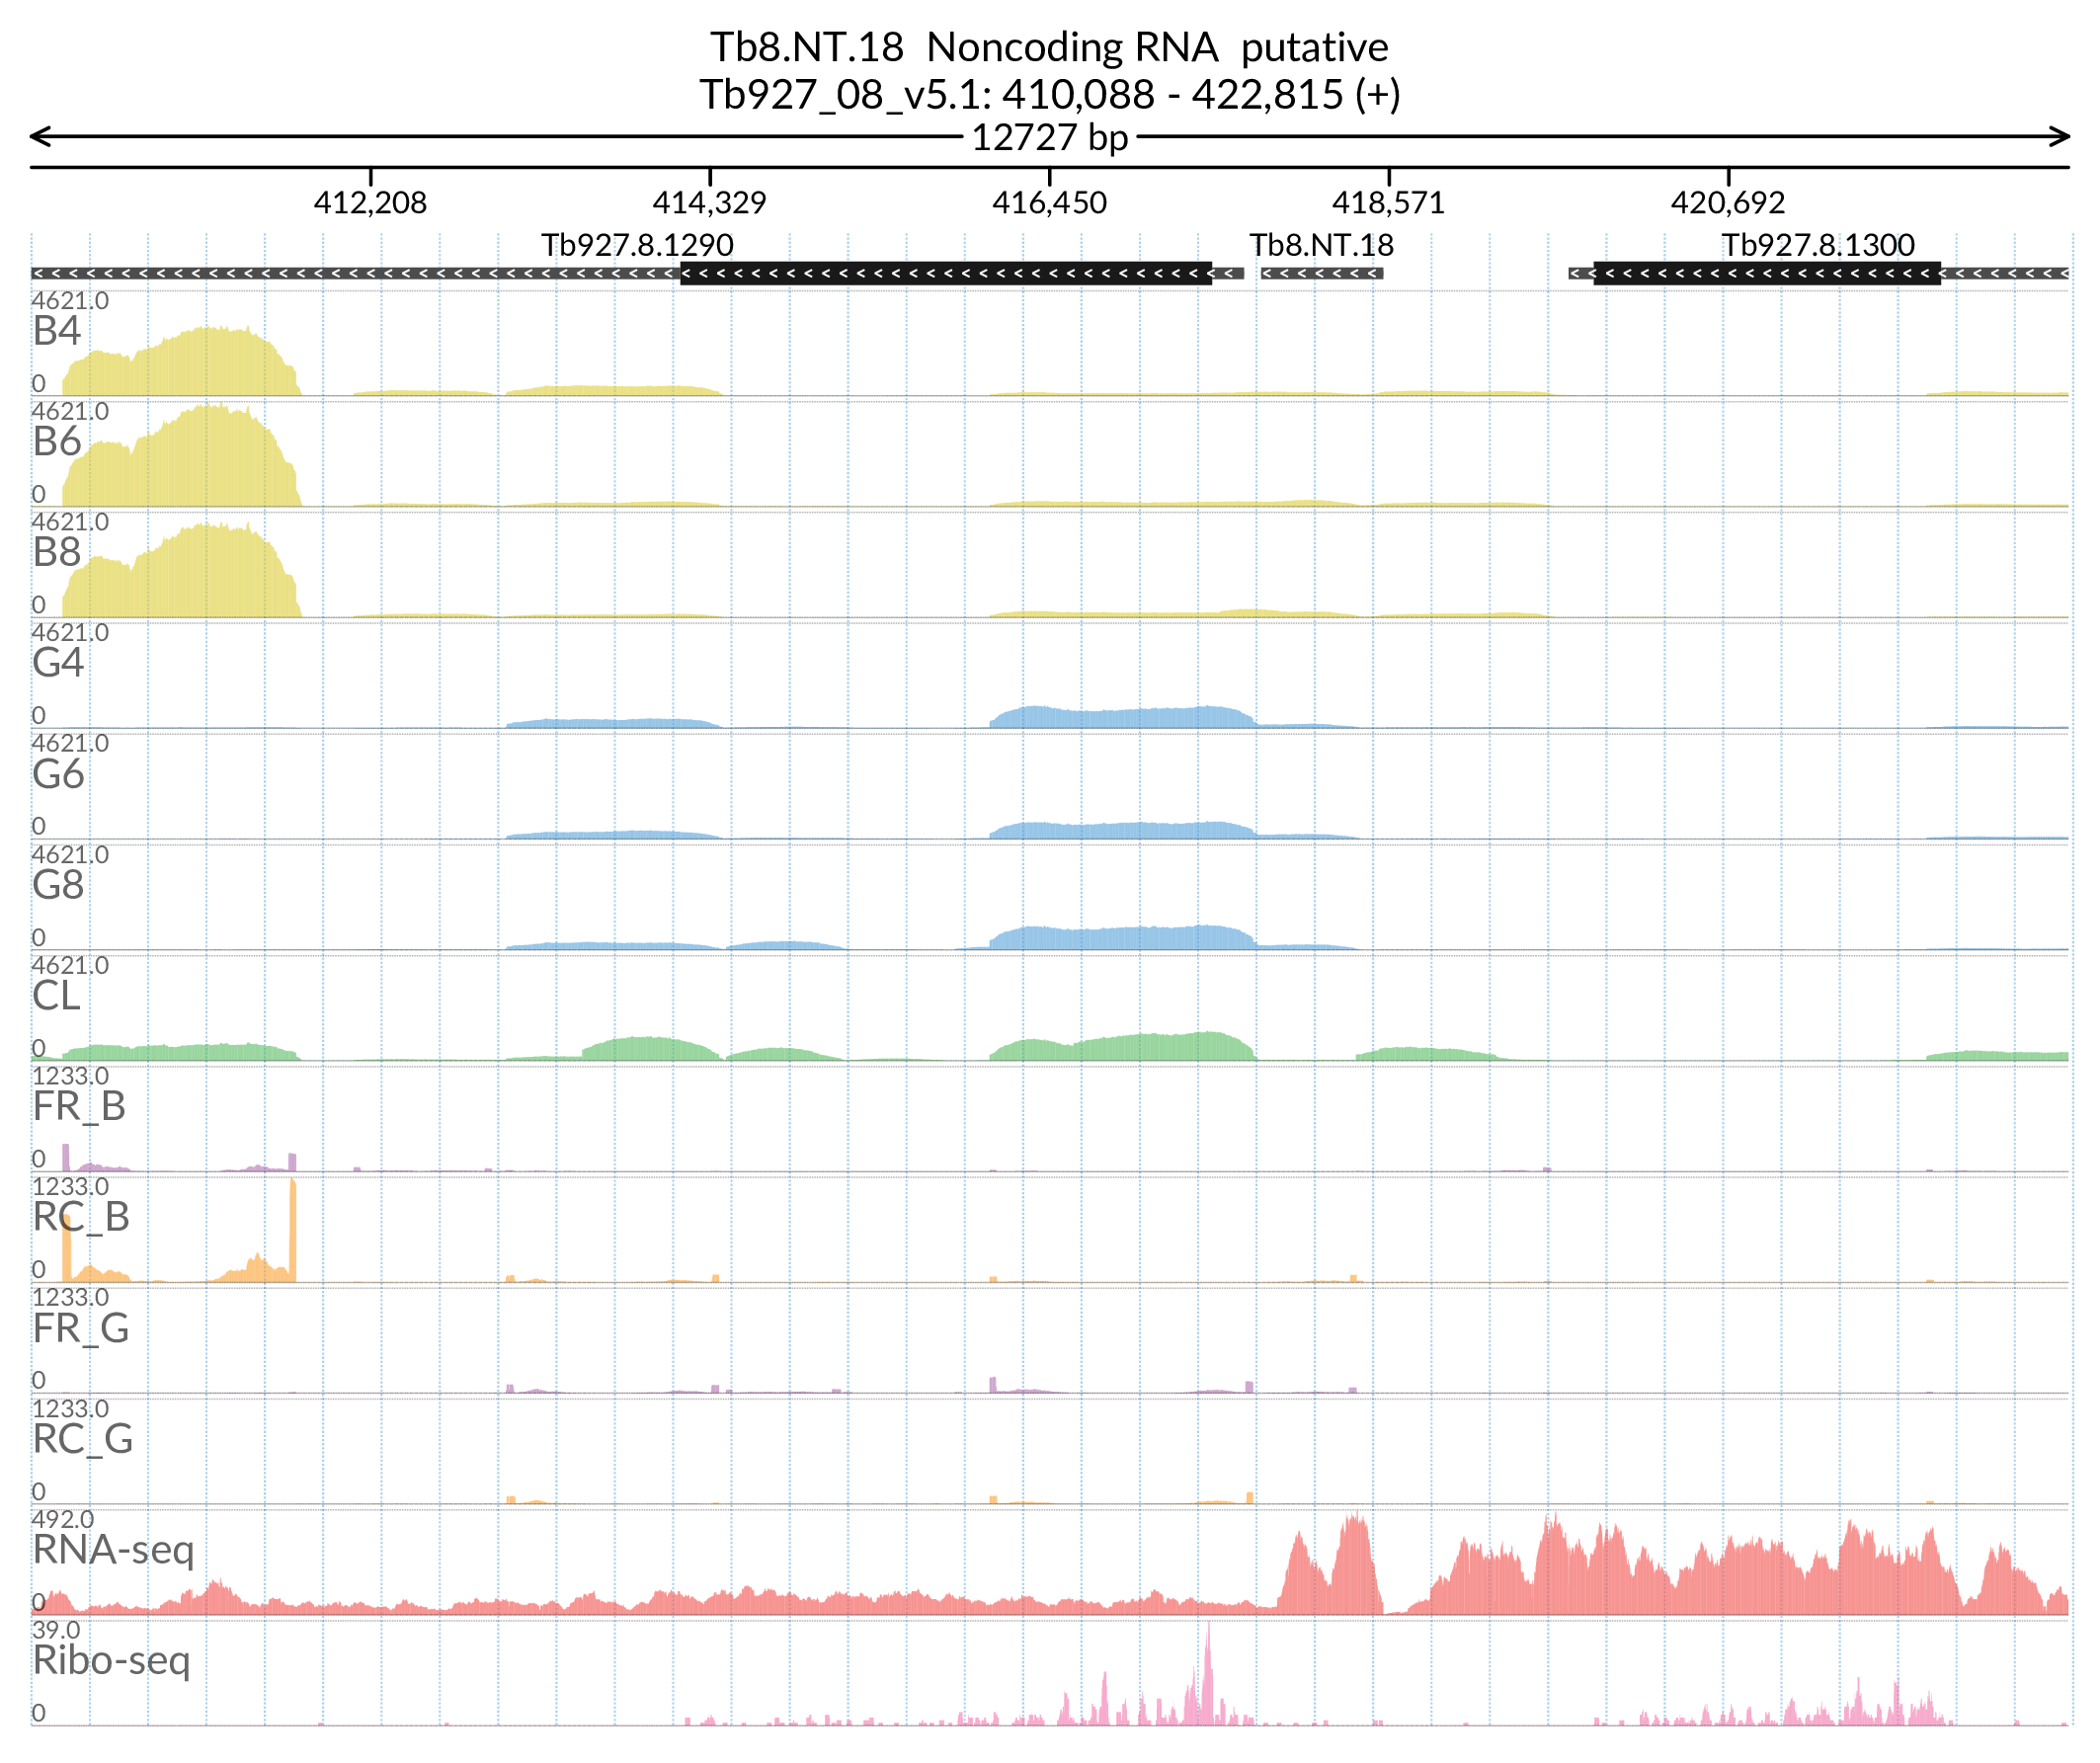 Tb8.NT.18 Noncoding RNA putative
Tb927_08_v5.1: 410,088 - 422,815 (+)
12727 bp
412,208 414,329 416,450 418,571 420,692
Tb927.8.1290 Tb8.NT.18 Tb927.8.1300
4621.0
B4
0
4621.0
B6
0
4621.0
B8
0
4621.0
G4
0
4621.0
G6
0
4621.0
G8
0
4621.0
CL
0
1233.0
FR_B
0
1233.0
RC_B
0
1233.0
FR_G
0
1233.0
RC_G
0
492.0
RNA-seq
0
39.0
Ribo-seq
0